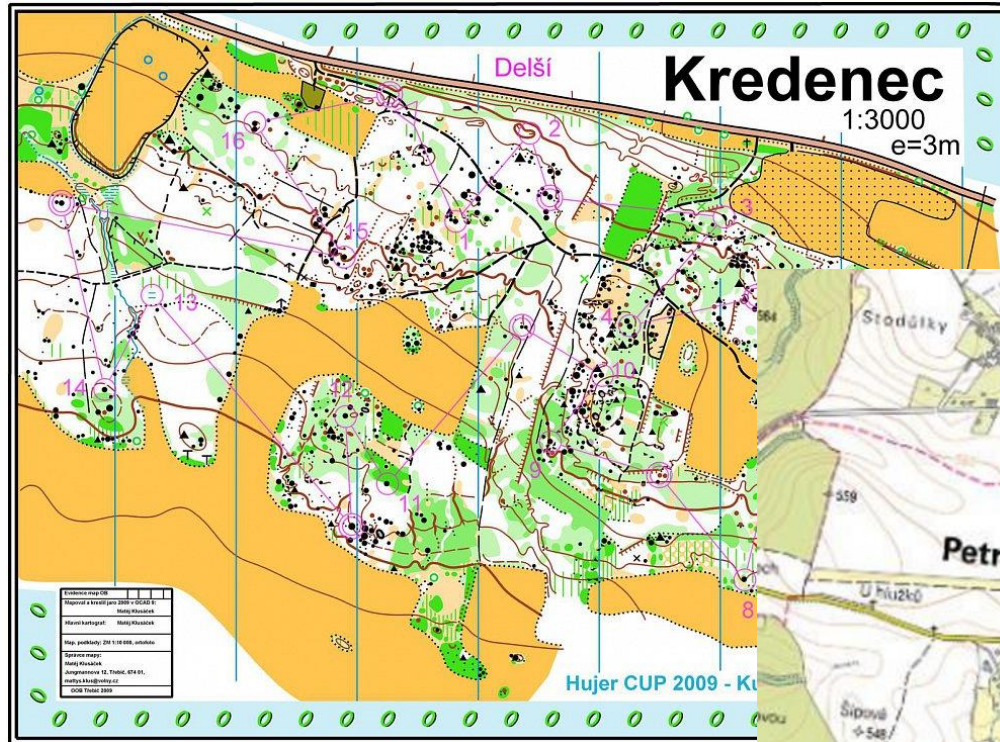 Delší
Kredenec
1:3000
e=3m
16
2
15
1
3
13
4
10
14
12
9
11
8
Stodůlky
559
Petr
U hlužků
Šípové
548
Evidence map OB
Mapoval a kreslil jaro 2009 v OCAD 9:
Matěj Klusáček
Hlavní kartograf: Matěj Klusáček
Map. podklady: ZM 1:10 000, ortofoto
Správce mapy:
Matěj Klusáček
Jungmannova 12, Třebíč, 674 01,
mattys.klus@volny.cz
OOB Třebíč 2009
Hujer CUP 2009 - Ku